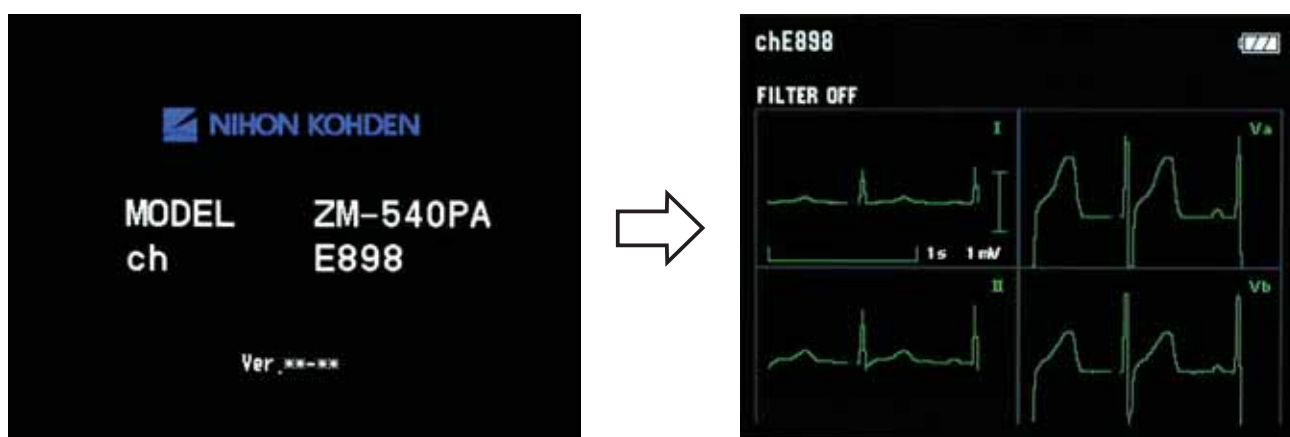 NIHON KOHDEN
MODEL ZM-540PA
ch E898
Ver.**-**
chE898
FILTER OFF
I
Va
1s 1mV
II
Vb